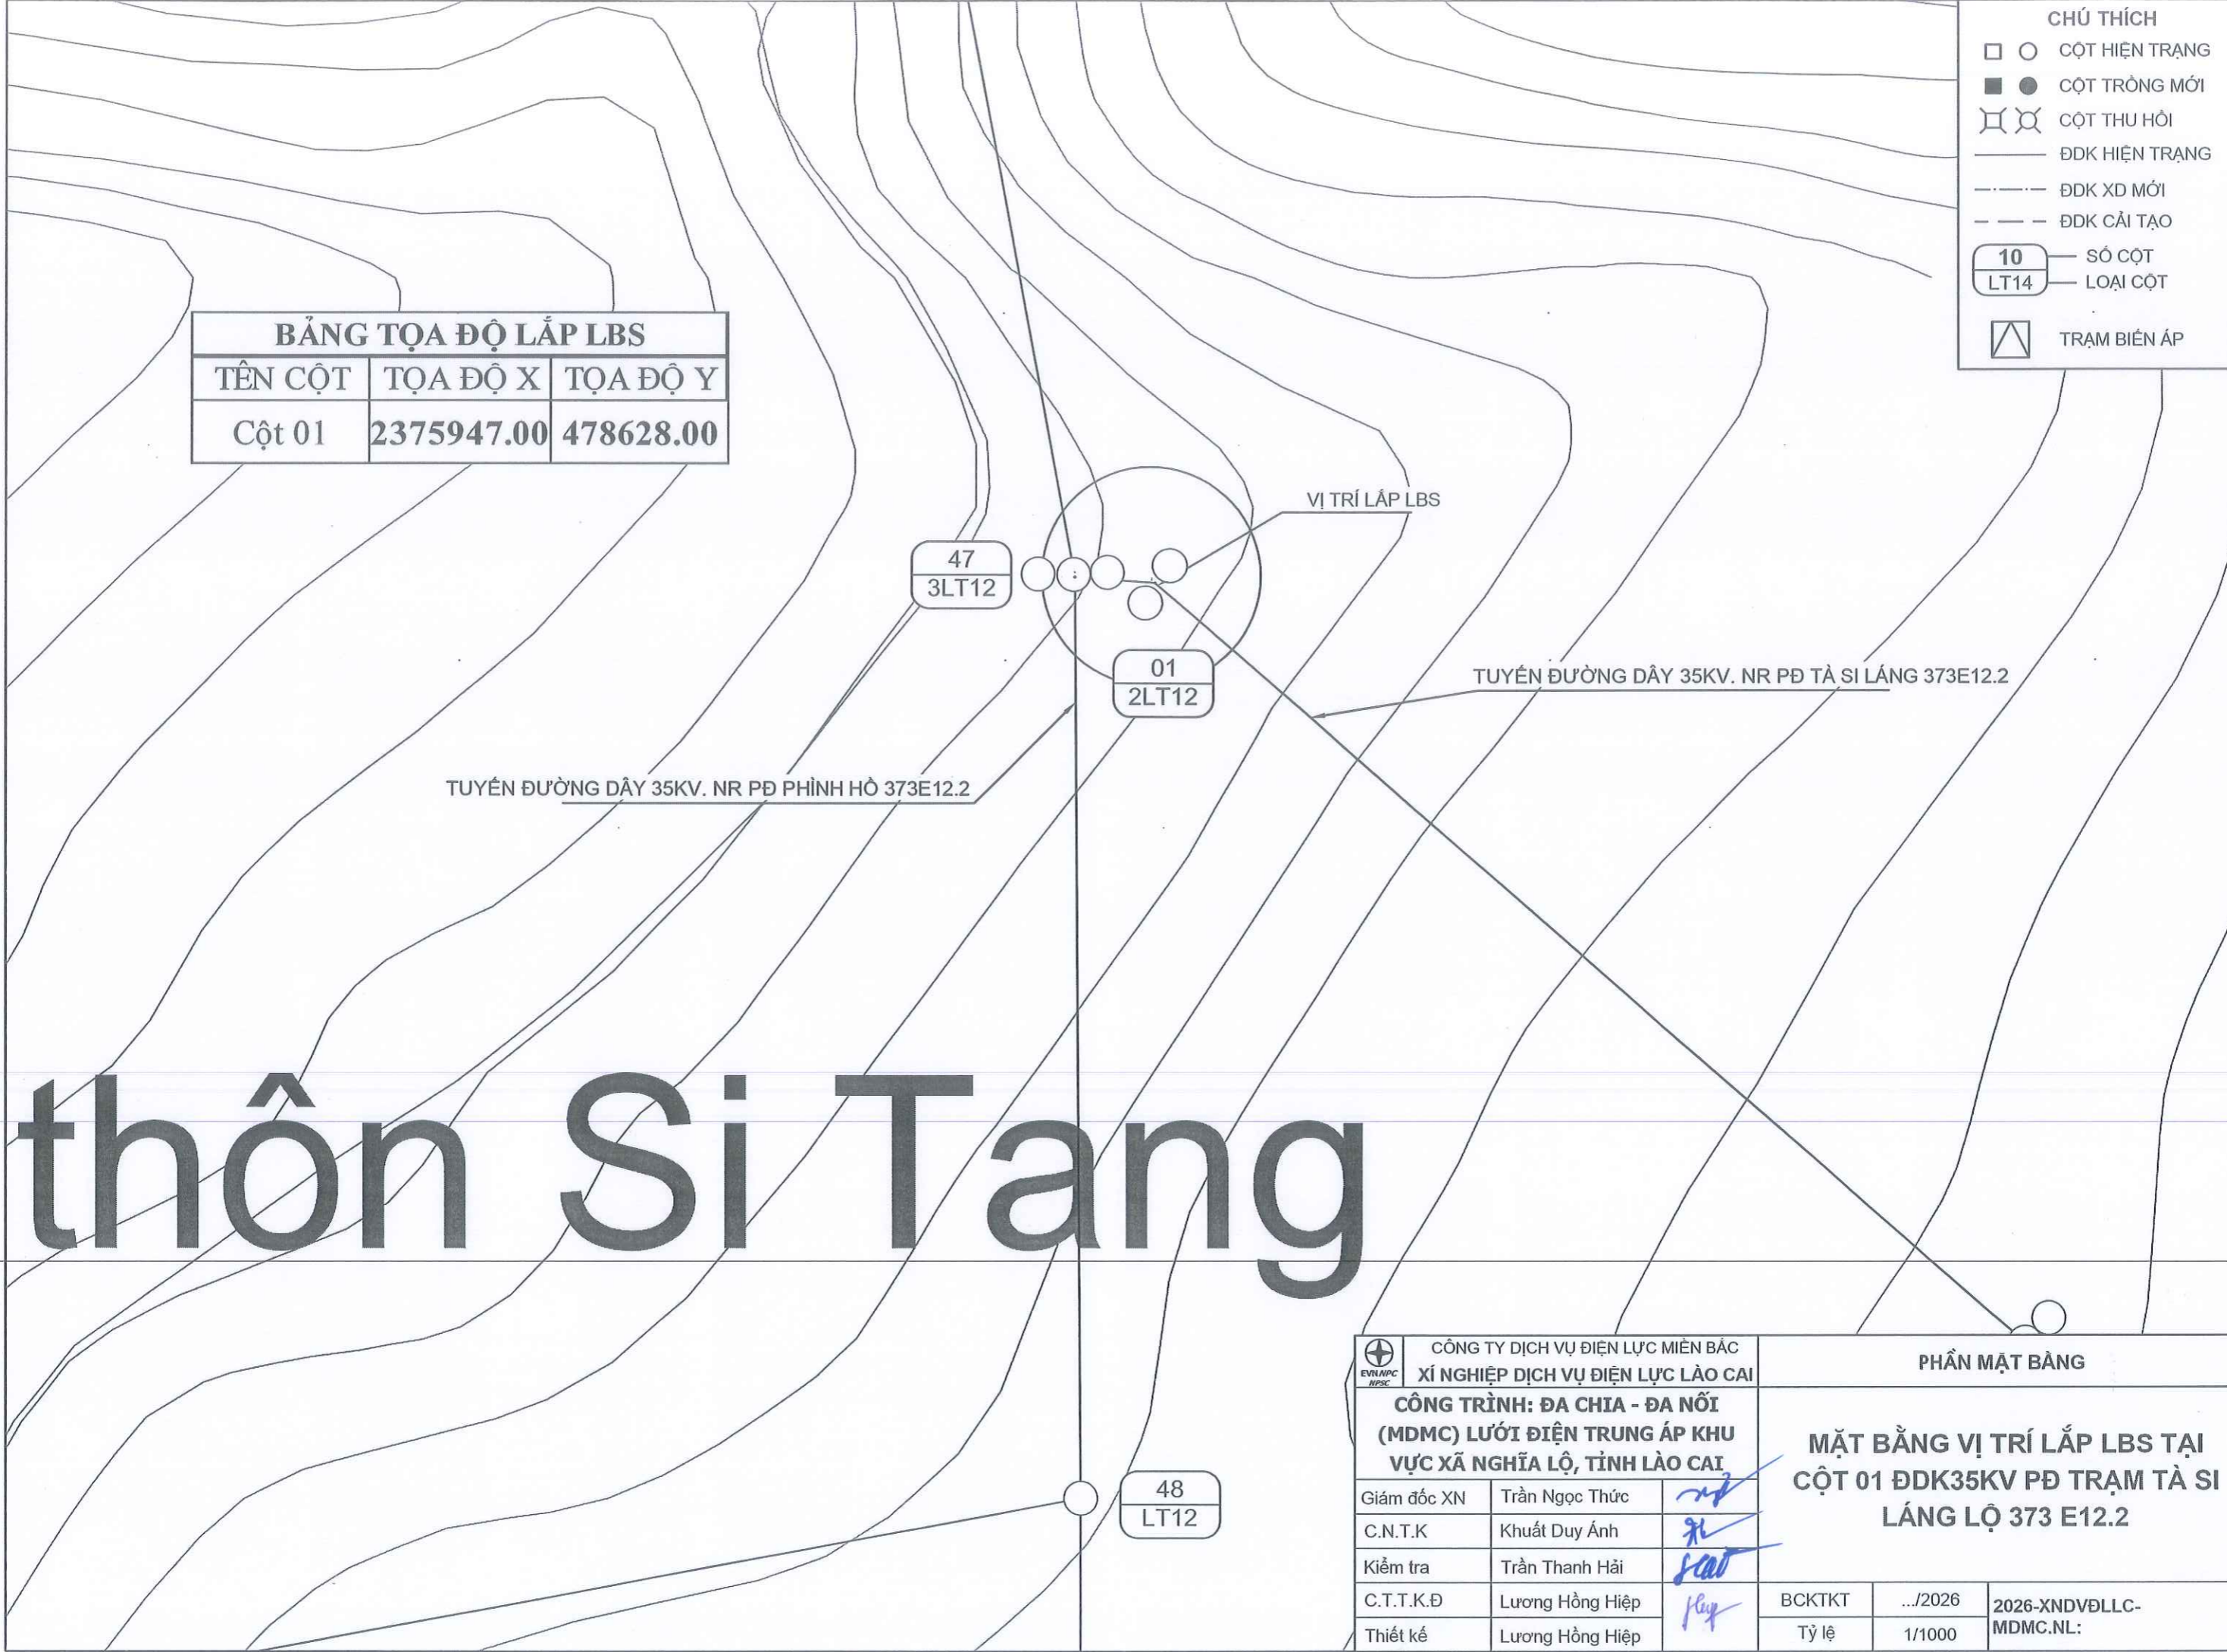 CHÚ THÍCH
CỘT HIỆN TRẠNG
CỘT TRỒNG MỚI
CỘT THU HỒI
ĐDK HIỆN TRẠNG
ĐDK XD MỚI
ĐDK CẢI TẠO
10
SỐ CỘT
LT14
LOẠI CỘT
TRẠM BIẾN ÁP
BẢNG TỌA ĐỘ LẮP LBS
TÊN CỘT TỌA ĐỘ X TỌA ĐỘ Y
Cột 01 2375947.00 478628.00
VỊ TRÍ LẮP LBS
47
3LT12
01
2LT12
TUYẾN ĐƯỜNG DÂY 35KV. NR PĐ TÀ SI LÁNG 373E12.2
TUYẾN ĐƯỜNG DÂY 35KV. NR PĐ PHÌNH HỒ 373E12.2
thôn Si Tang
48
LT12
EVNNPC
NPSC
CÔNG TY DỊCH VỤ ĐIỆN LỰC MIỀN BẮC
XÍ NGHIỆP DỊCH VỤ ĐIỆN LỰC LÀO CAI
CÔNG TRÌNH: ĐA CHIA - ĐA NỐI
(MDMC) LƯỚI ĐIỆN TRUNG ÁP KHU
VỰC XÃ NGHĨA LỘ, TỈNH LÀO CAI
Giám đốc XN Trần Ngọc Thức
C.N.T.K Khuất Duy Ánh
Kiểm tra Trần Thanh Hải
C.T.T.K.Đ Lương Hồng Hiệp
Thiết kế Lương Hồng Hiệp
PHẦN MẶT BẰNG
MẶT BẰNG VỊ TRÍ LẮP LBS TẠI
CỘT 01 ĐDK35KV PĐ TRẠM TÀ SI
LÁNG LỘ 373 E12.2
BCKTKT .../2026
Tỷ lệ 1/1000
2026-XNDVĐLLC-
MDMC.NL: